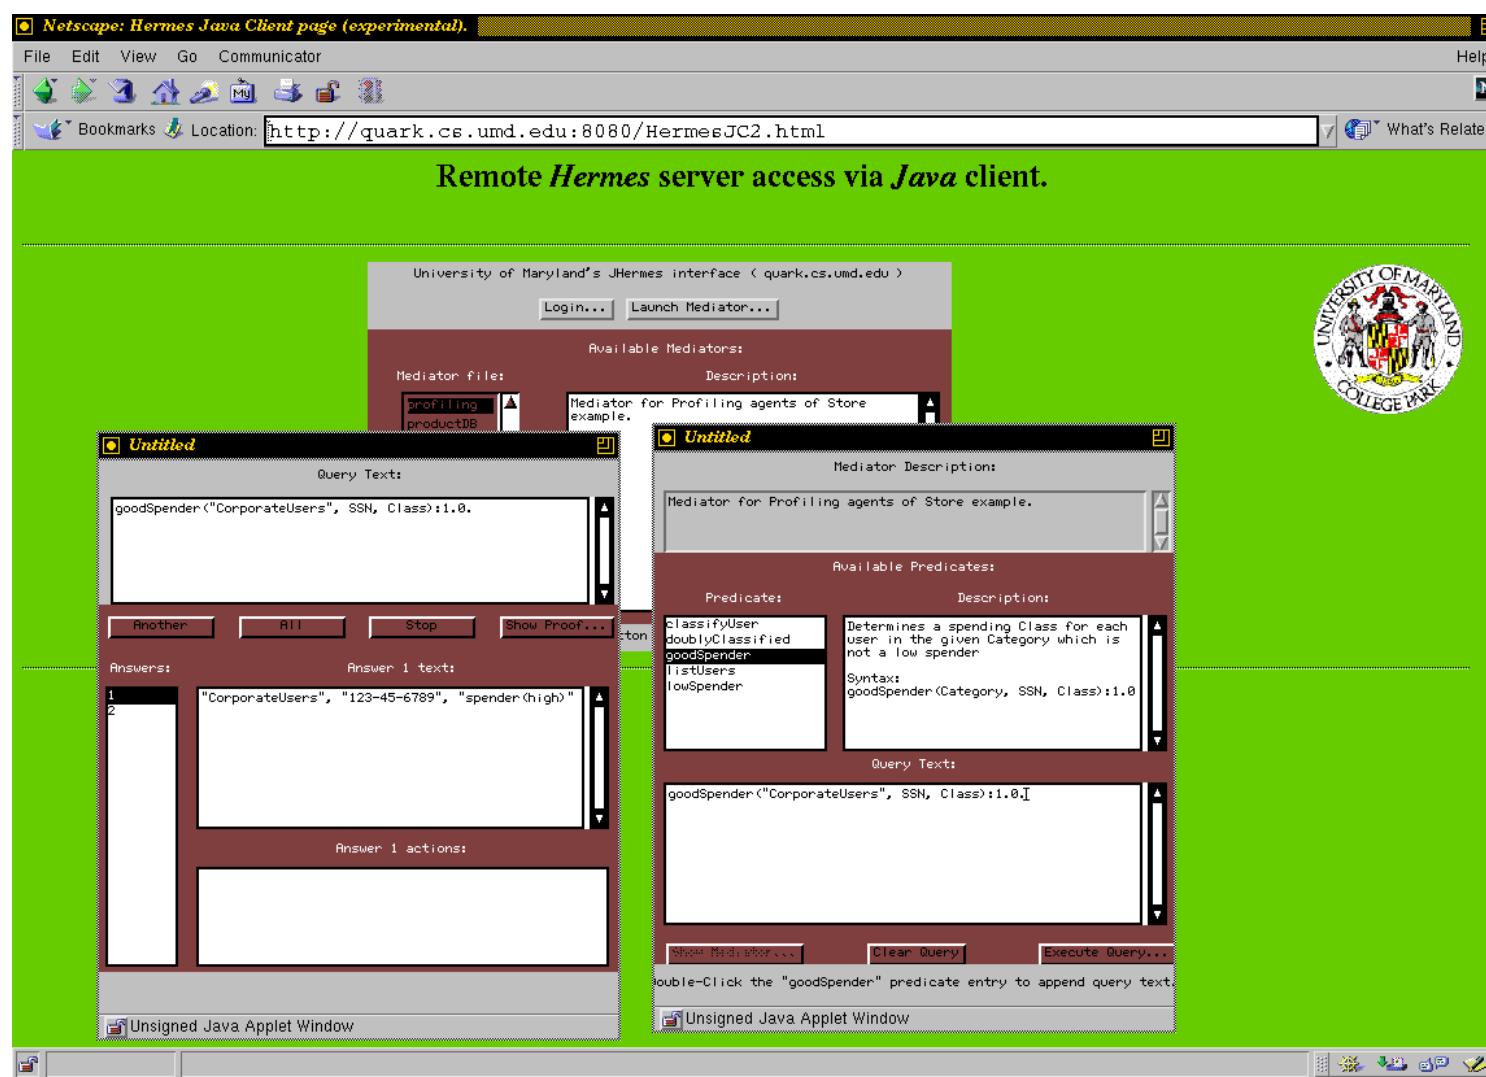 Netscape: Hermes Java Client page (experimental).
File Edit View Go Communicator Help
My
Bookmarks Location: http://quark.cs.umd.edu:8080/HermesJC2.html What's Relate
Remote Hermes server access via Java client.
University of Maryland's JHermes interface ( quark.cs.umd.edu )
Login... Launch Mediator...
Available Mediators:
Mediator file: Description:
profiling
productDB
Mediator for Profiling agents of Store
example.
UNIVERSITY OF MARYLAND
COLLEGE PARK
Untitled
Query Text:
goodSpender("CorporateUsers", SSN, Class):1.0.
Another All Stop Show Proof...
Answers: Answer 1 text:
1
2
"CorporateUsers", "123-45-6789", "spender(high)"
Answer 1 actions:
Unsigned Java Applet Window
Untitled
Mediator Description:
Mediator for Profiling agents of Store example.
Available Predicates:
Predicate: Description:
classifyUser
doublyClassified
goodSpender
listUsers
lowSpender
Determines a spending Class for each
user in the given Category which is
not a low spender
Syntax:
goodSpender(Category, SSN, Class):1.0
Query Text:
goodSpender("CorporateUsers", SSN, Class):1.0.
Show Mediator... Clear Query Execute Query...
ouble-Click the "goodSpender" predicate entry to append query text.
Unsigned Java Applet Window